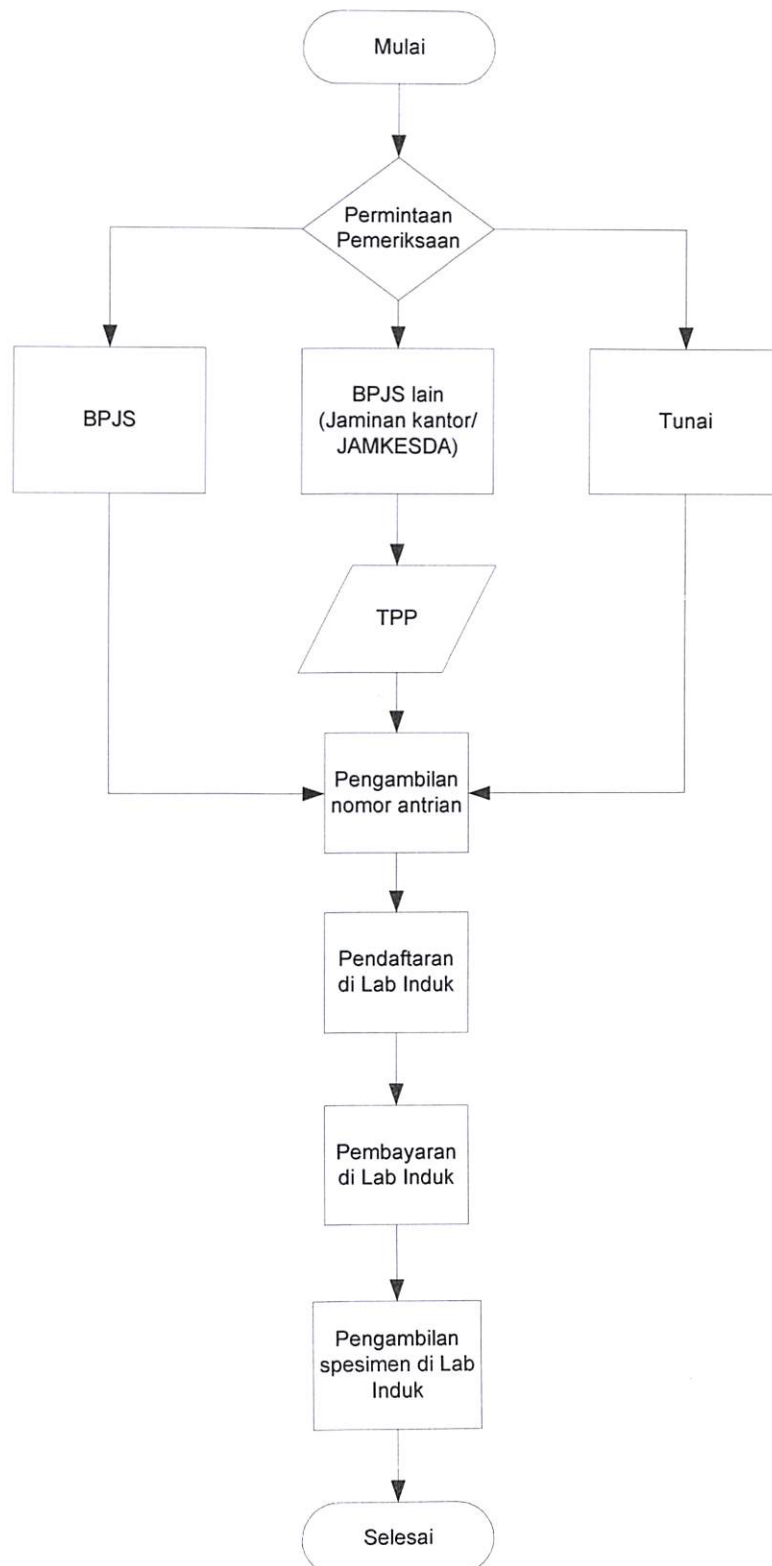 Mulai
Permintaan
Pemeriksaan
BPJS
BPJS lain
(Jaminan kantor/
JAMKESDA)
Tunai
TPP
Pengambilan
nomor antrian
Pendaftaran
di Lab Induk
Pembayaran
di Lab Induk
Pengambilan
spesimen di Lab
Induk
Selesai